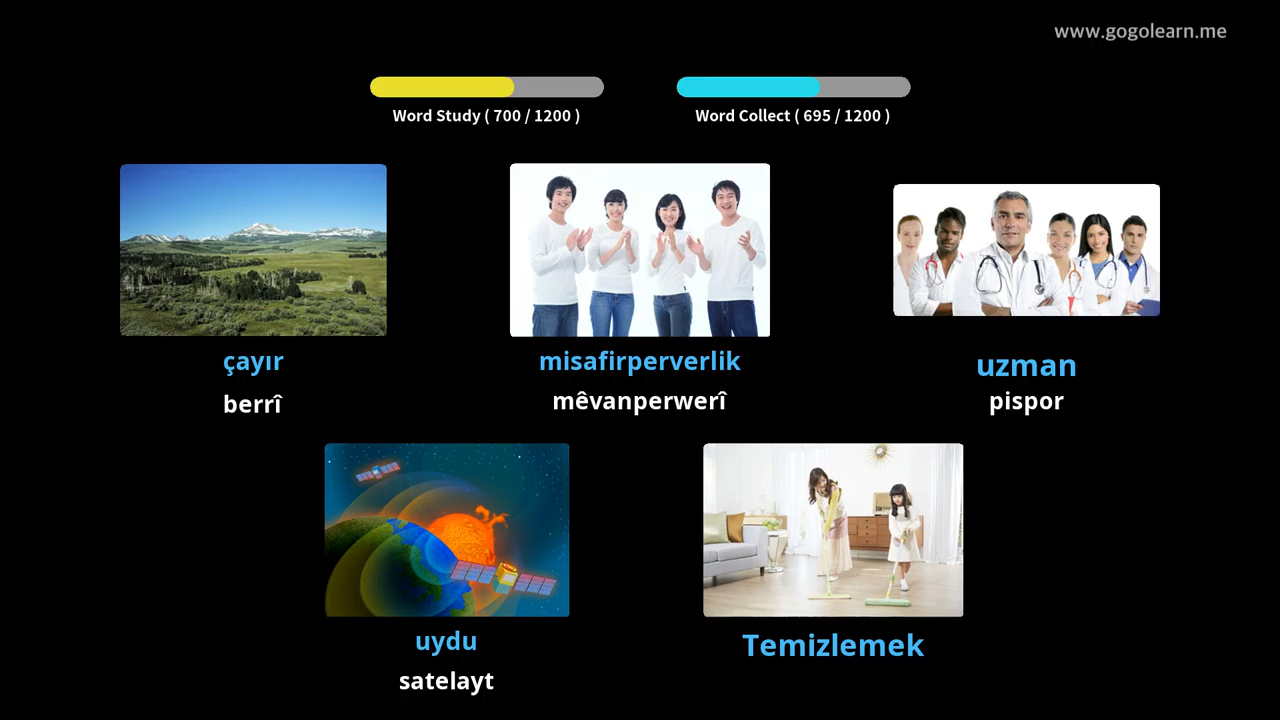 www.gogolearn.me
Word Study ( 700 / 1200 )
Word Collect ( 695 / 1200 )
çayır
berrî
misafirperverlik
mêvanperwerî
uzman
pispor
uydu
satelayt
Temizlemek